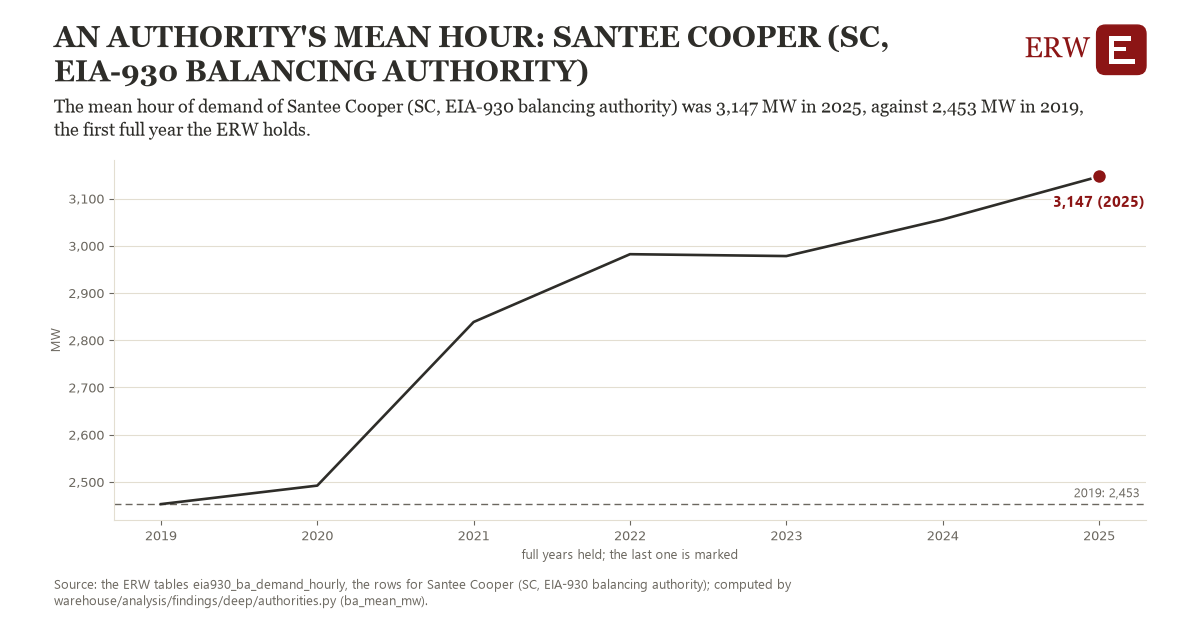 AN AUTHORITY'S MEAN HOUR: SANTEE COOPER (SC,
EIA-930 BALANCING AUTHORITY)
ERW E
The mean hour of demand of Santee Cooper (SC, EIA-930 balancing authority) was 3,147 MW in 2025, against 2,453 MW in 2019,
the first full year the ERW holds.
3,100
3,000
2,900
2,800
2,700
2,600
2,500
MW
3,147 (2025)
2019: 2,453
2019 2020 2021 2022 2023 2024 2025
full years held; the last one is marked
Source: the ERW tables eia930_ba_demand_hourly, the rows for Santee Cooper (SC, EIA-930 balancing authority); computed by
warehouse/analysis/findings/deep/authorities.py (ba_mean_mw).